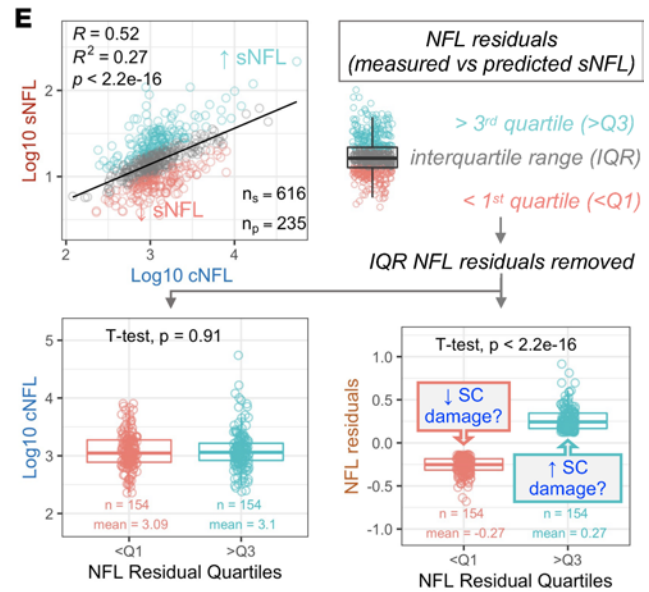 E
R = 0.52
R² = 0.27
p < 2.2e-16
↑ sNFL
↓ sNFL
n_s = 616
n_p = 235
Log10 sNFL
2
1
2
3
4
Log10 cNFL
NFL residuals
(measured vs predicted sNFL)
> 3rd quartile (>Q3)
interquartile range (IQR)
< 1st quartile (<Q1)
IQR NFL residuals removed
T-test, p = 0.91
Log10 cNFL
5
4
3
2
n = 154
n = 154
mean = 3.09
mean = 3.1
<Q1
>Q3
NFL Residual Quartiles
T-test, p < 2.2e-16
NFL residuals
1.0
0.5
0.0
-0.5
-1.0
↓ SC
damage?
↑ SC
damage?
n = 154
n = 154
mean = -0.27
mean = 0.27
<Q1
>Q3
NFL Residual Quartiles